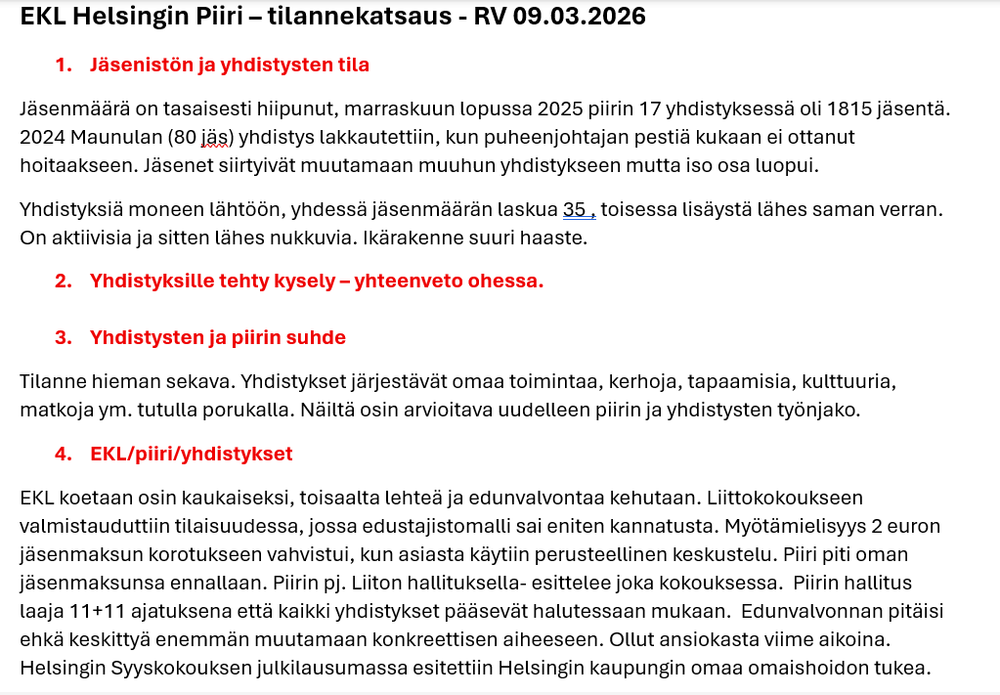 EKL Helsingin Piiri – tilannekatsaus - RV 09.03.2026
1. Jäsenistön ja yhdistysten tila
Jäsenmäärä on tasaisesti hiipunut, marraskuun lopussa 2025 piirin 17 yhdistyksessä oli 1815 jäsentä.
2024 Maunulan (80 jäs) yhdistys lakkautettiin, kun puheenjohtajan pestiä kukaan ei ottanut
hoitaakseen. Jäsenet siirtyivät muutamaan muuhun yhdistykseen mutta iso osa luopui.
Yhdistyksiä moneen lähtöön, yhdessä jäsenmäärän laskua 35 , toisessa lisäystä lähes saman verran.
On aktiivisia ja sitten lähes nukkuvia. Ikärakenne suuri haaste.
2. Yhdistyksille tehty kysely – yhteenveto ohessa.
3. Yhdistysten ja piirin suhde
Tilanne hieman sekava. Yhdistykset järjestävät omaa toimintaa, kerhoja, tapaamisia, kulttuuria,
matkoja ym. tutulla porukalla. Näiltä osin arvioitava uudelleen piirin ja yhdistysten työnjako.
4. EKL/piiri/yhdistykset
EKL koetaan osin kaukaiseksi, toisaalta lehteä ja edunvalvontaa kehutaan. Liittokokoukseen
valmistauduttiin tilaisuudessa, jossa edustajistomalli sai eniten kannatusta. Myötämielisyys 2 euron
jäsenmaksun korotukseen vahvistui, kun asiasta käytiin perusteellinen keskustelu. Piiri piti oman
jäsenmaksunsa ennallaan. Piirin pj. Liiton hallituksella- esittelee joka kokouksessa.  Piirin hallitus
laaja 11+11 ajatuksena että kaikki yhdistykset pääsevät halutessaan mukaan.  Edunvalvonnan pitäisi
ehkä keskittyä enemmän muutamaan konkreettisen aiheeseen. Ollut ansiokasta viime aikoina.
Helsingin Syyskokouksen julkilausumassa esitettiin Helsingin kaupungin omaa omaishoidon tukea.